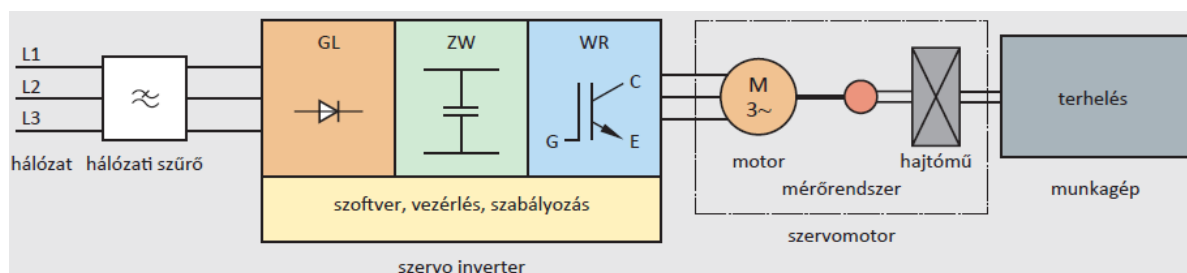 L1
L2
L3
hálózat
hálózati szűrő
GL
ZW
WR
C
G
E
szoftver, vezérlés, szabályozás
szervo inverter
M
3~
motor
hajtómű
mérőrendszer
szervomotor
terhelés
munkagép